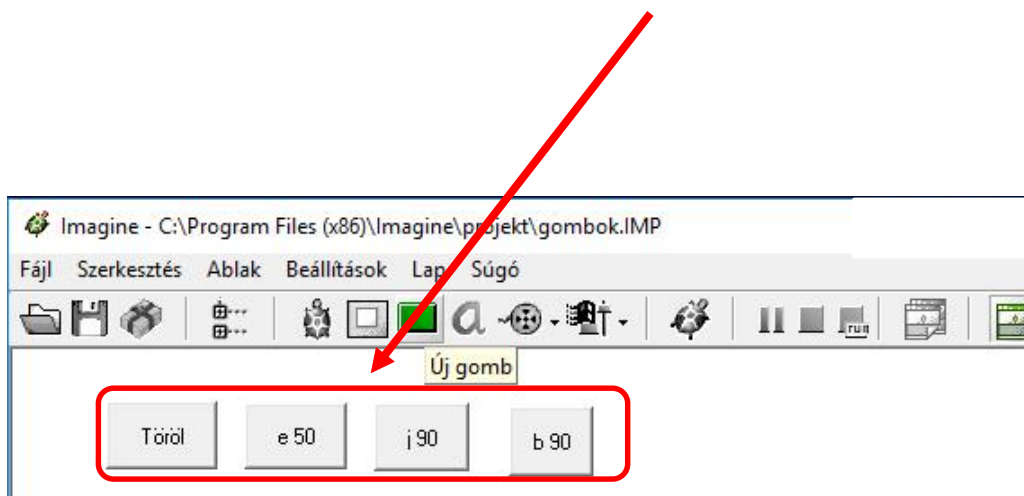 Imagine - C:\Program Files (x86)\Imagine\projekt\gombok.IMP
Fájl Szerkesztés Ablak Beállítások Lap Súgó
run
Új gomb
Töröl e 50 j 90 b 90